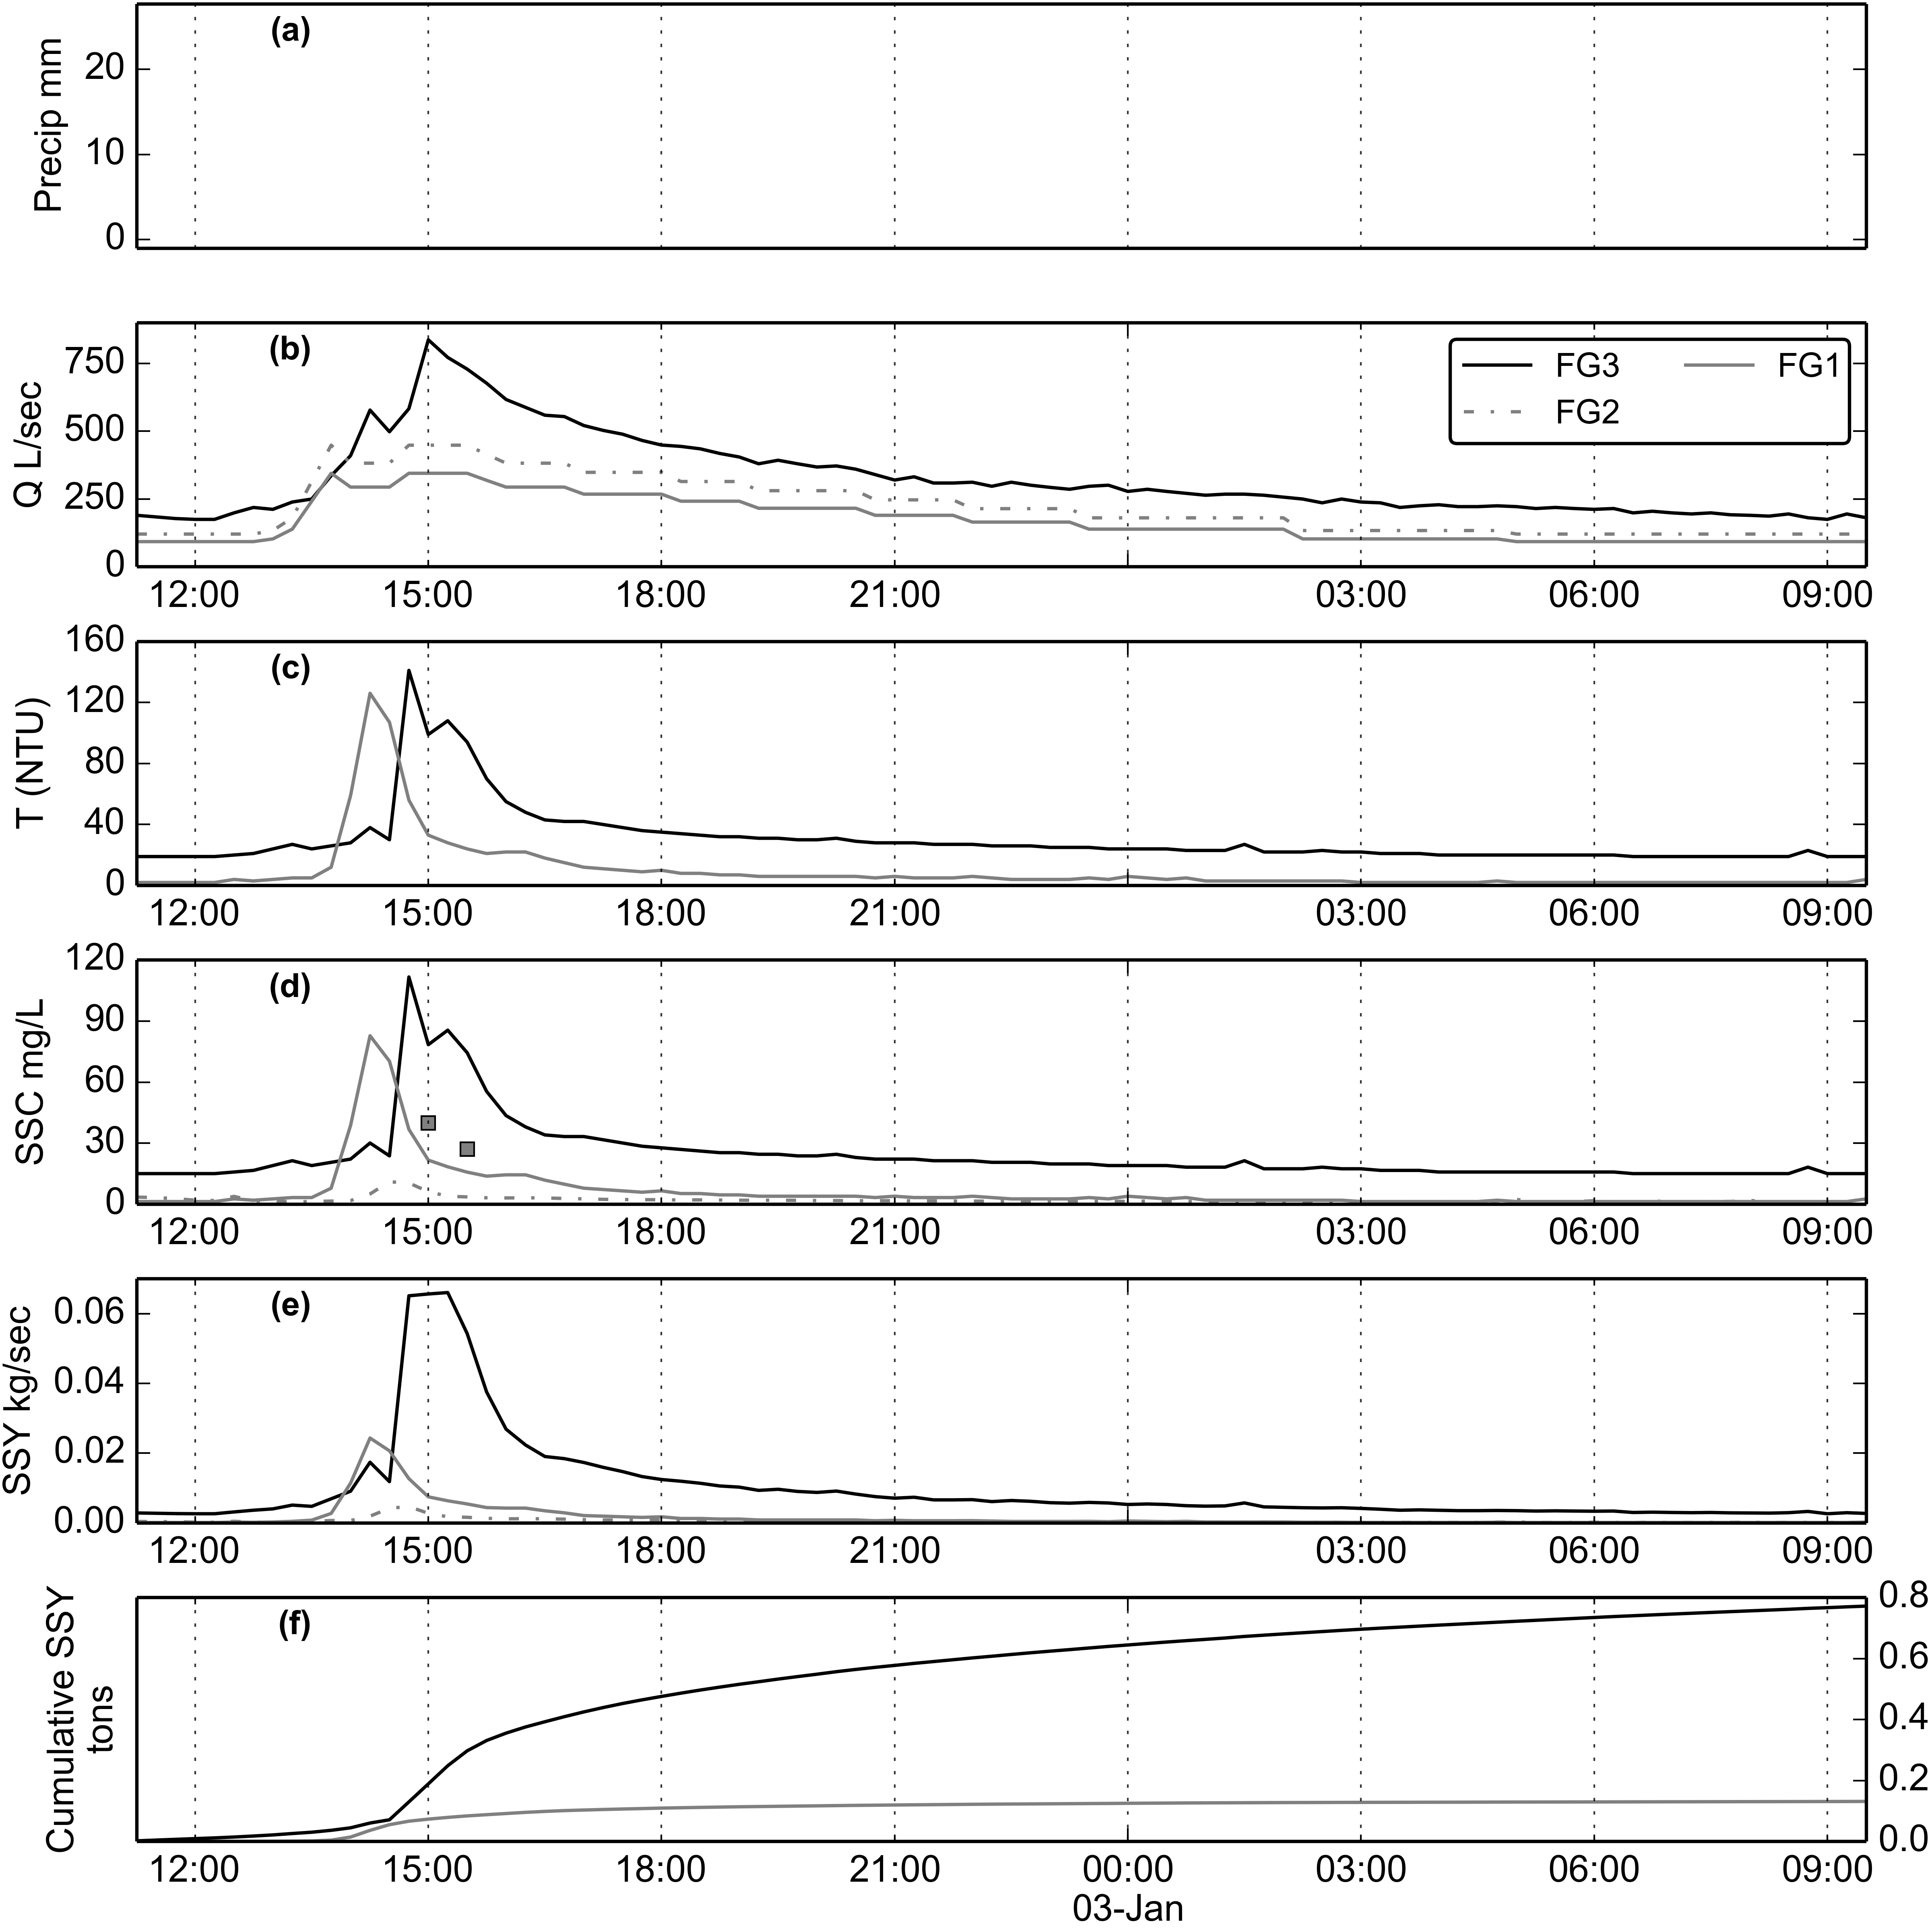 (a)
Precip mm
20
10
0
(b)
Q L/sec
750
500
250
0
FG3 FG1
FG2
12:00 15:00 18:00 21:00 03:00 06:00 09:00
(c)
T (NTU)
160
120
80
40
0
12:00 15:00 18:00 21:00 03:00 06:00 09:00
(d)
SSC mg/L
120
90
60
30
0
12:00 15:00 18:00 21:00 03:00 06:00 09:00
(e)
SSY kg/sec
0.06
0.04
0.02
0.00
12:00 15:00 18:00 21:00 03:00 06:00 09:00
(f)
Cumulative SSY
tons
0.8
0.6
0.4
0.2
0.0
12:00 15:00 18:00 21:00 00:00 03:00 06:00 09:00
03-Jan